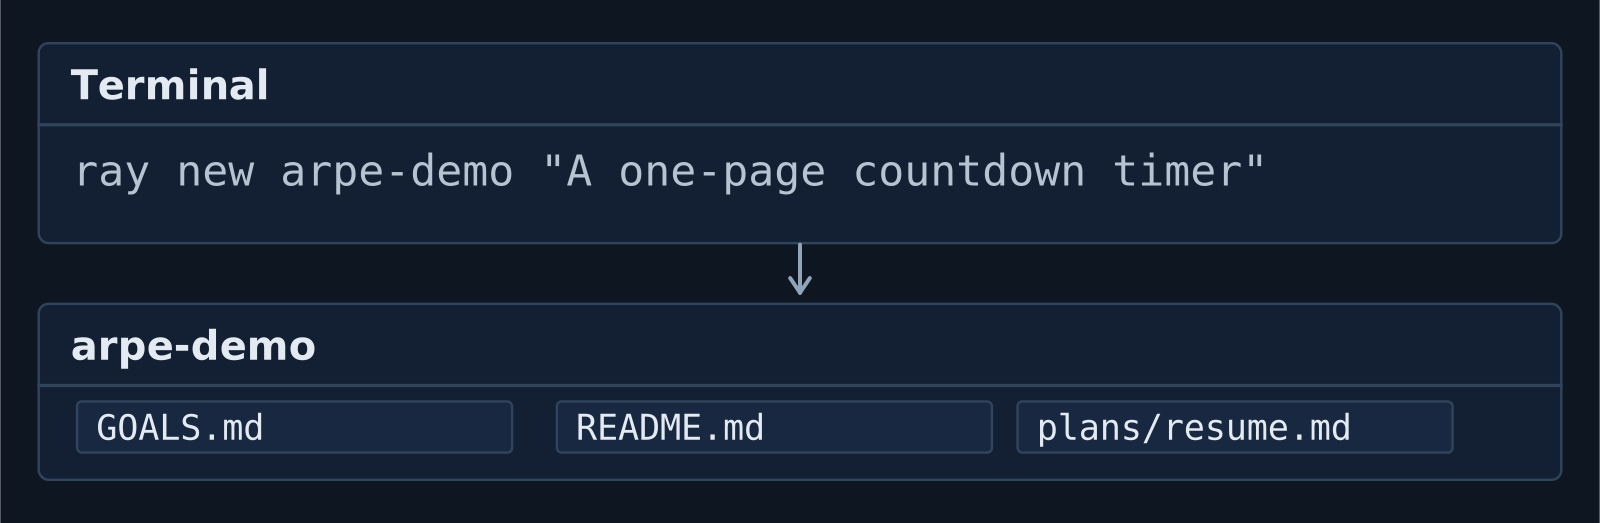 Terminal
ray new arpe-demo "A one-page countdown timer"
arpe-demo
GOALS.md README.md plans/resume.md